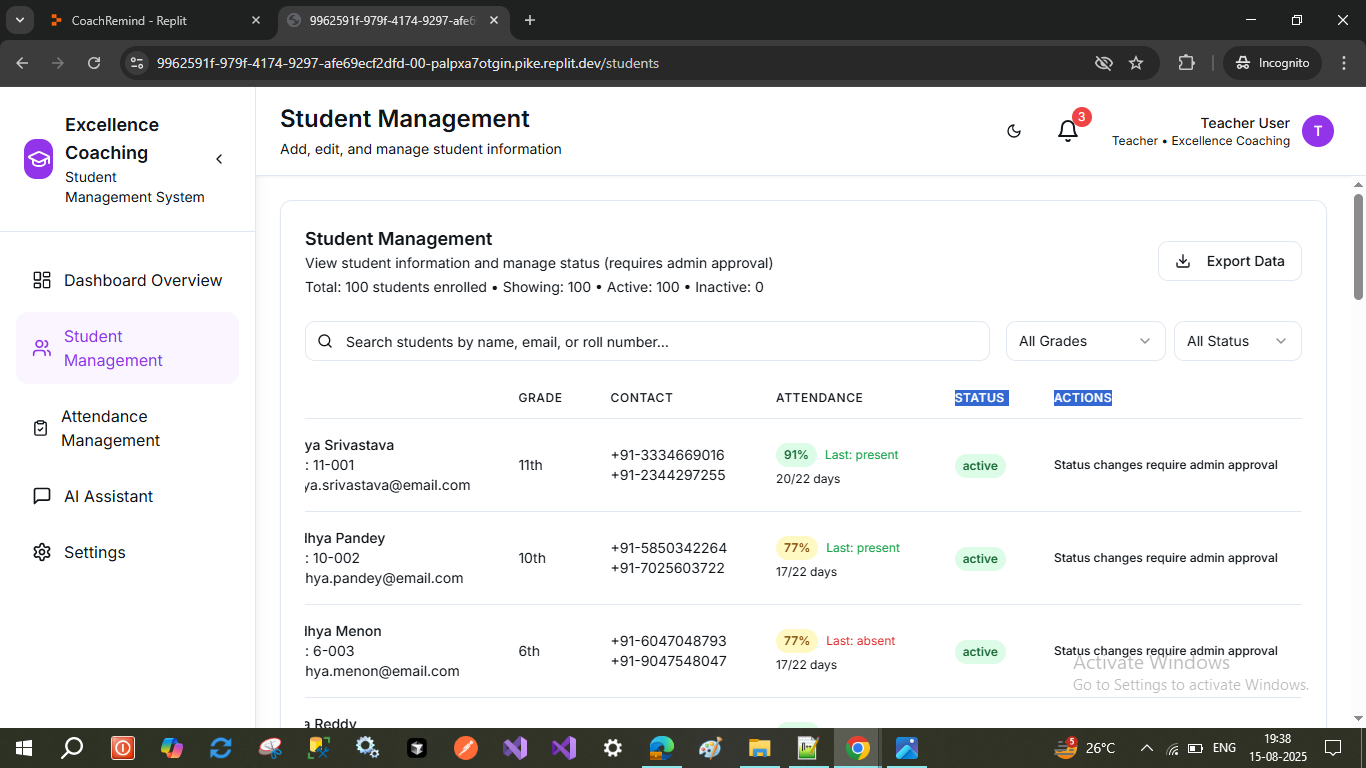 CoachRemind - Replit
9962591f-979f-4174-9297-afe6
9962591f-979f-4174-9297-afe69ecf2dfd-00-palpxa7otgin.pike.replit.dev/students
Incognito
Excellence
Coaching
Student
Management System
Student Management
Add, edit, and manage student information
3
Teacher User
Teacher • Excellence Coaching
T
Dashboard Overview
Student
Management
Attendance
Management
AI Assistant
Settings
Student Management
View student information and manage status (requires admin approval)
Total: 100 students enrolled • Showing: 100 • Active: 100 • Inactive: 0
Export Data
Search students by name, email, or roll number...
All Grades
All Status
GRADE CONTACT ATTENDANCE STATUS ACTIONS
ya Srivastava
: 11-001
ya.srivastava@email.com
11th
+91-3334669016
+91-2344297255
91% Last: present
20/22 days
active
Status changes require admin approval
lhya Pandey
: 10-002
hya.pandey@email.com
10th
+91-5850342264
+91-7025603722
77% Last: present
17/22 days
active
Status changes require admin approval
lhya Menon
: 6-003
hya.menon@email.com
6th
+91-6047048793
+91-9047548047
77% Last: absent
17/22 days
active
Status changes require admin approval
a Reddy
Activate Windows
Go to Settings to activate Windows.
5
26°C
ENG
19:38
15-08-2025